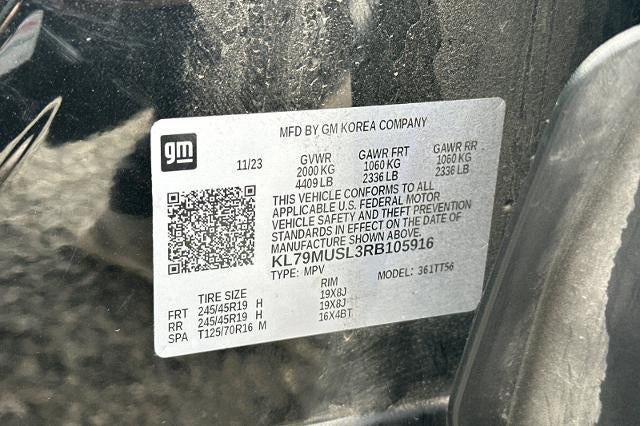 gm
MFD BY GM KOREA COMPANY
11/23 GVWR GAWR FRT GAWR RR
2000 KG 1060 KG 1060 KG
4409 LB 2336 LB 2336 LB
THIS VEHICLE CONFORMS TO ALL
APPLICABLE U.S. FEDERAL MOTOR
VEHICLE SAFETY AND THEFT PREVENTION
STANDARDS IN EFFECT ON THE DATE OF
MANUFACTURE SHOWN ABOVE.
KL79MUSL3RB105916
TYPE: MPV MODEL: 361TT56
TIRE SIZE RIM
FRT 245/45R19 H 19X8J
RR 245/45R19 H 19X8J
SPA T125/70R16 M 16X4BT